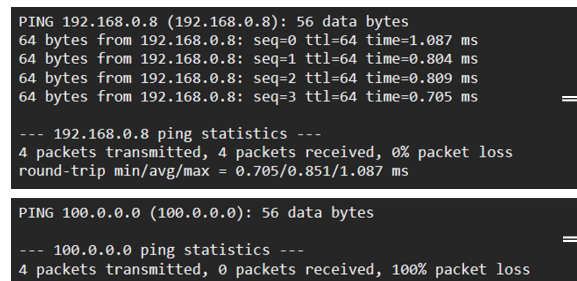 PING 192.168.0.8 (192.168.0.8): 56 data bytes
64 bytes from 192.168.0.8: seq=0 ttl=64 time=1.087 ms
64 bytes from 192.168.0.8: seq=1 ttl=64 time=0.804 ms
64 bytes from 192.168.0.8: seq=2 ttl=64 time=0.809 ms
64 bytes from 192.168.0.8: seq=3 ttl=64 time=0.705 ms
--- 192.168.0.8 ping statistics ---
4 packets transmitted, 4 packets received, 0% packet loss
round-trip min/avg/max = 0.705/0.851/1.087 ms
PING 100.0.0.0 (100.0.0.0): 56 data bytes
--- 100.0.0.0 ping statistics ---
4 packets transmitted, 0 packets received, 100% packet loss